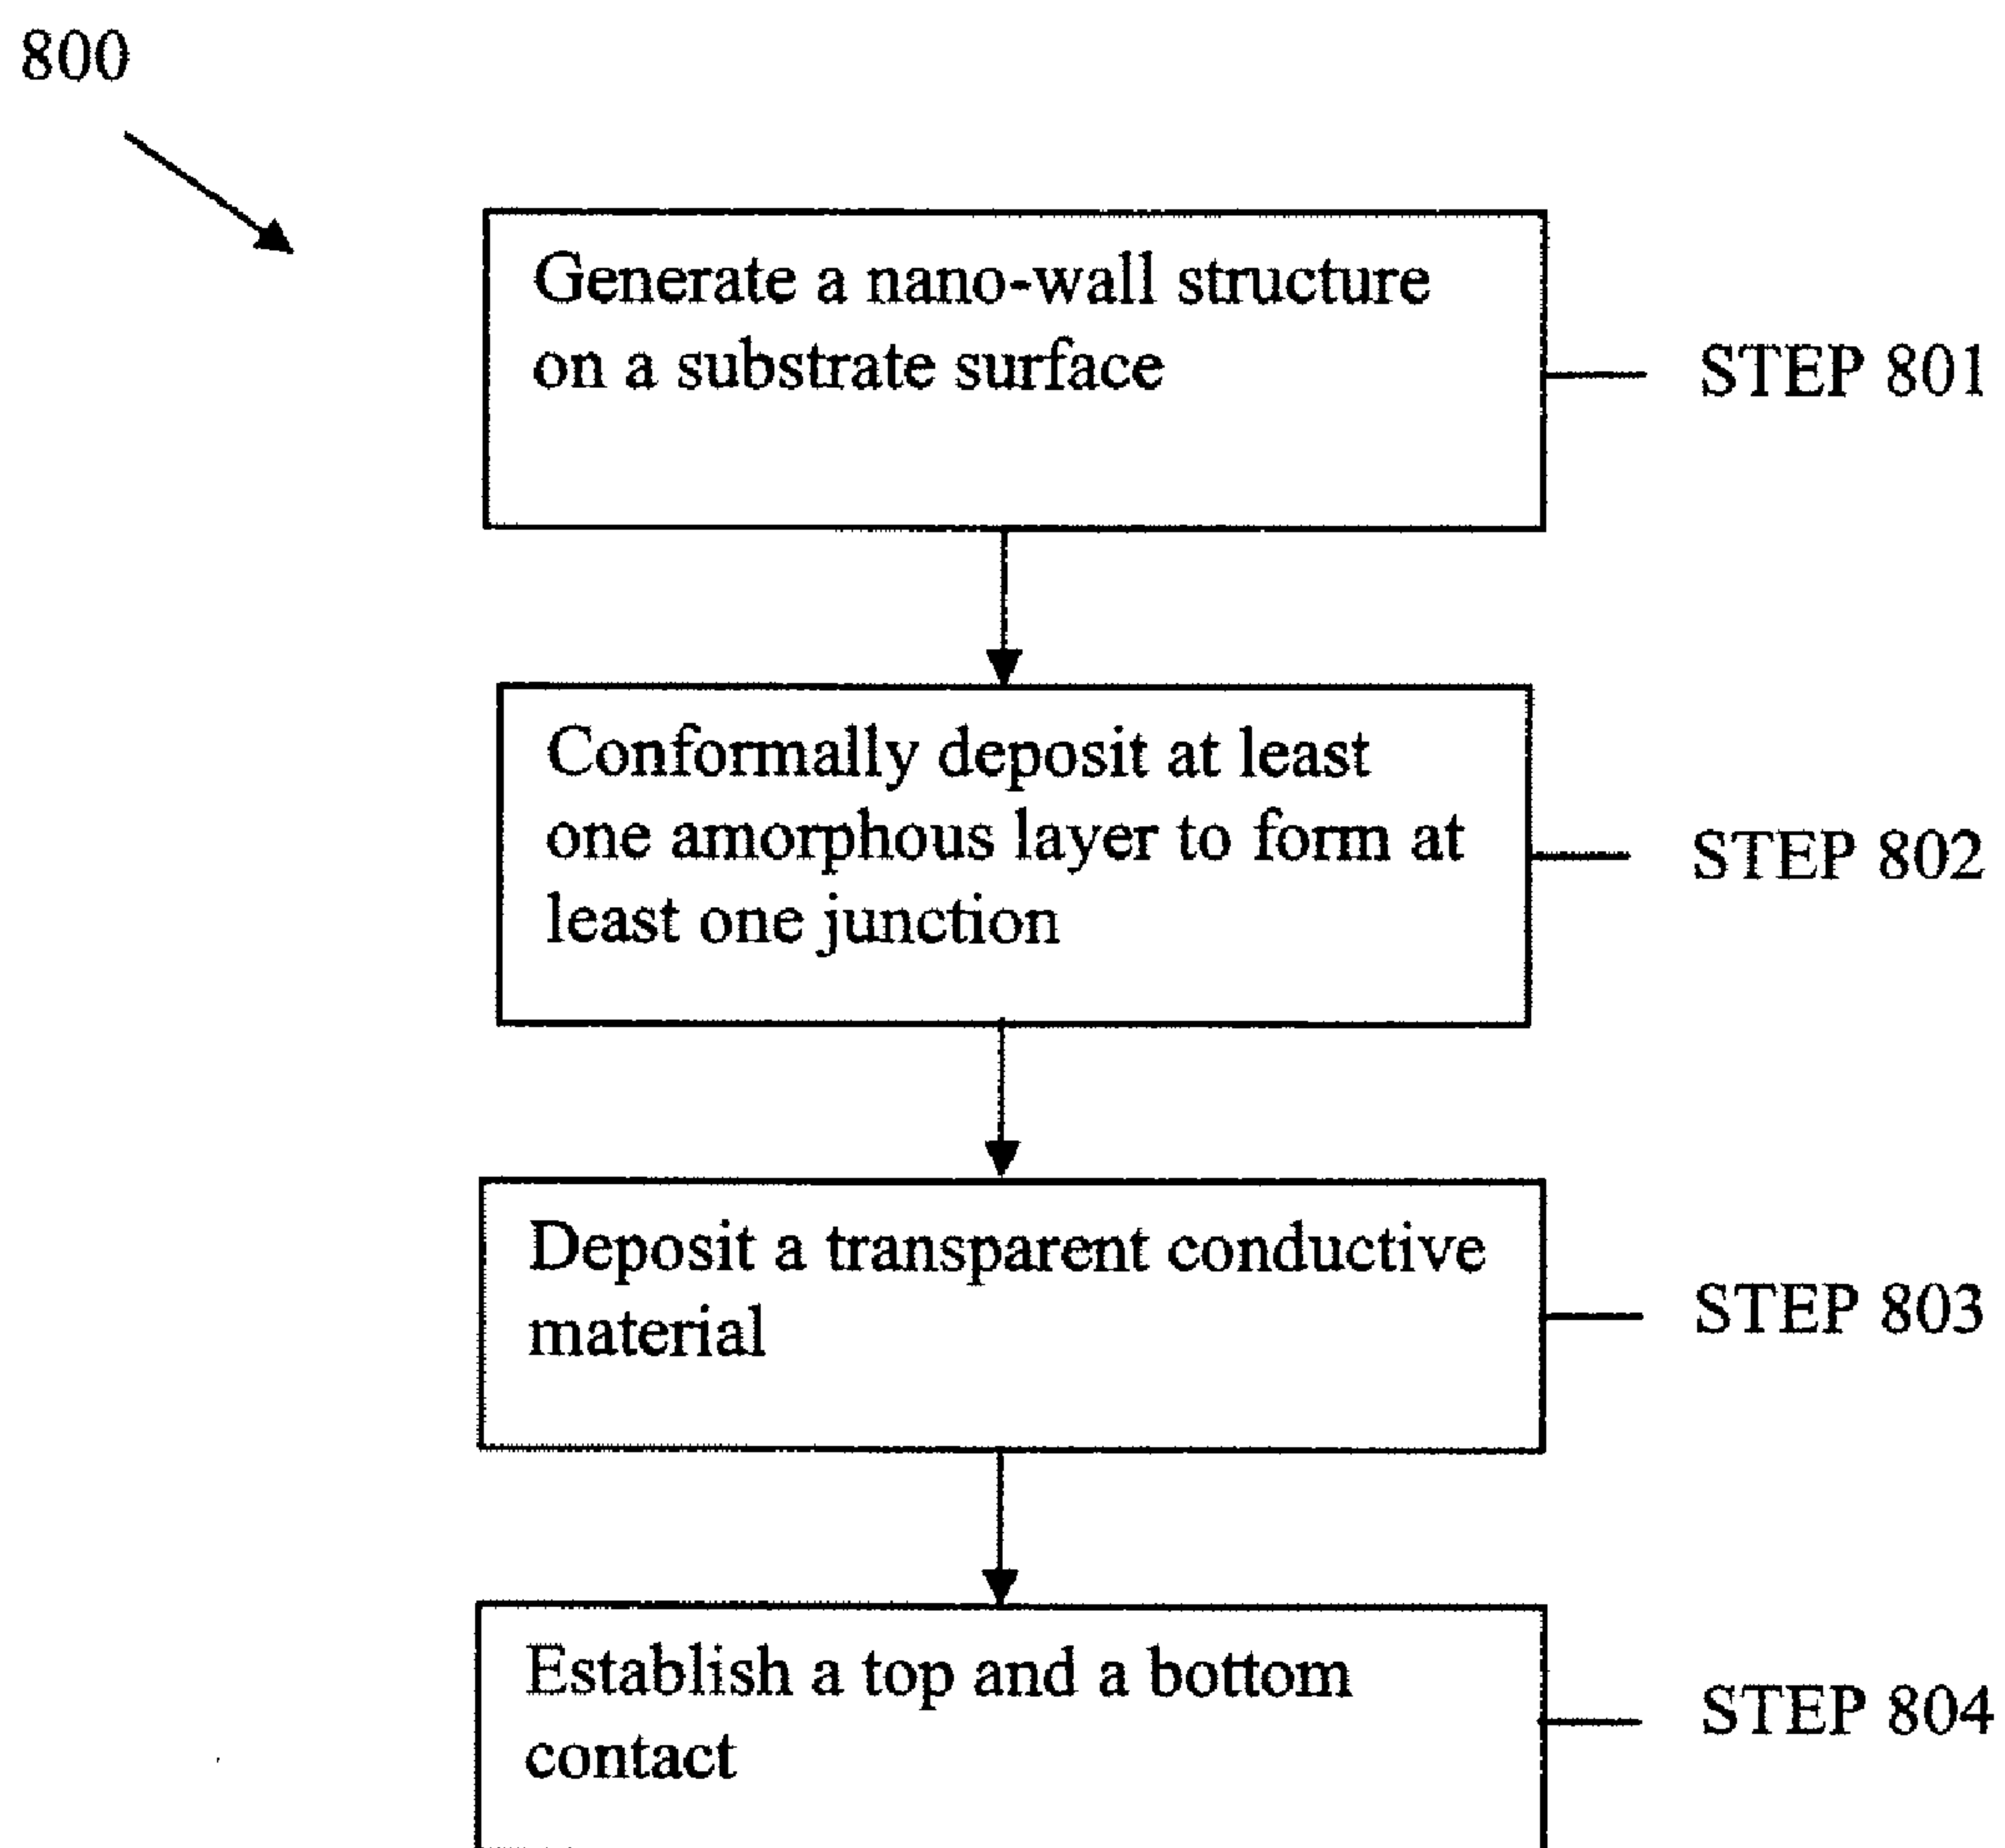 800
Generate a nano-wall structure
on a substrate surface
STEP 801
Conformally deposit at least
one amorphous layer to form at
least one junction
STEP 802
Deposit a transparent conductive
material
STEP 803
Establish a top and a bottom
contact
STEP 804